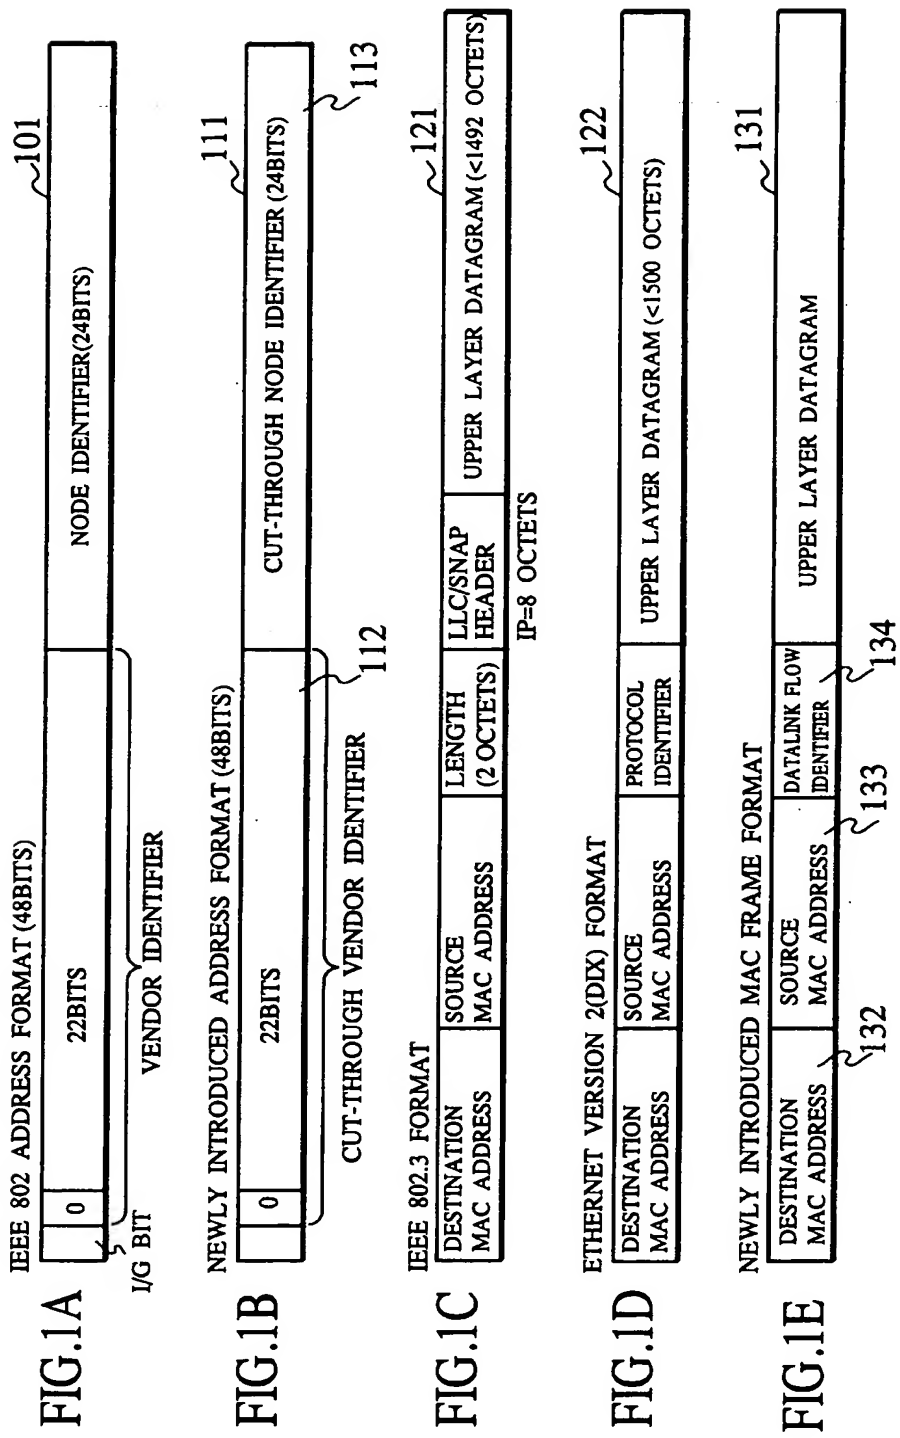 FIG.1A
IEEE 802 ADDRESS FORMAT (48BITS)
0
22BITS
NODE IDENTIFIER(24BITS)
101
I/G BIT
VENDOR IDENTIFIER
FIG.1B
NEWLY INTRODUCED ADDRESS FORMAT (48BITS)
0
22BITS
CUT-THROUGH NODE IDENTIFIER (24BITS)
111
112
113
CUT-THROUGH VENDOR IDENTIFIER
FIG.1C
IEEE 802.3 FORMAT
DESTINATION
MAC ADDRESS
SOURCE
MAC ADDRESS
LENGTH
(2 OCTETS)
LLC/SNAP
HEADER
UPPER LAYER DATAGRAM (<1492 OCTETS)
121
IP=8 OCTETS
FIG.1D
ETHERNET VERSION 2(DIX) FORMAT
DESTINATION
MAC ADDRESS
SOURCE
MAC ADDRESS
PROTOCOL
IDENTIFIER
UPPER LAYER DATAGRAM (<1500 OCTETS)
122
FIG.1E
NEWLY INTRODUCED MAC FRAME FORMAT
DESTINATION
MAC ADDRESS
SOURCE
MAC ADDRESS
DATALINK FLOW
IDENTIFIER
UPPER LAYER DATAGRAM
131
132
133
134